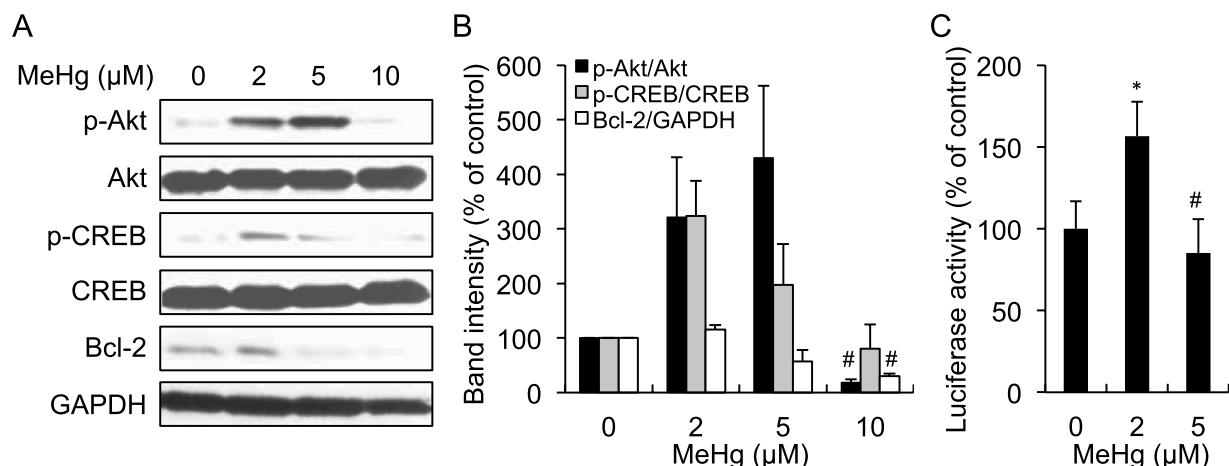 A
MeHg (µM) 0 2 5 10
p-Akt
Akt
p-CREB
CREB
Bcl-2
GAPDH
B
Band intensity (% of control)
600
500
400
300
200
100
0
p-Akt/Akt
p-CREB/CREB
Bcl-2/GAPDH
# #
0 2 5 10
MeHg (µM)
C
Luciferase activity (% of control)
200
150
100
50
0
*
#
0 2 5
MeHg (µM)